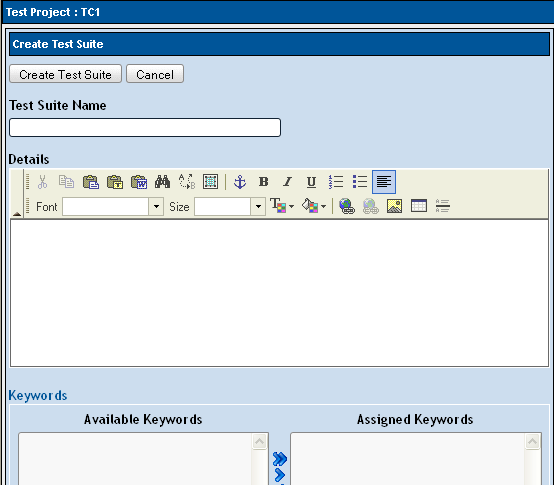 Test Project : TC1
Create Test Suite
Create Test Suite Cancel
Test Suite Name
Details
B I U
Font Size
Keywords
Available Keywords Assigned Keywords